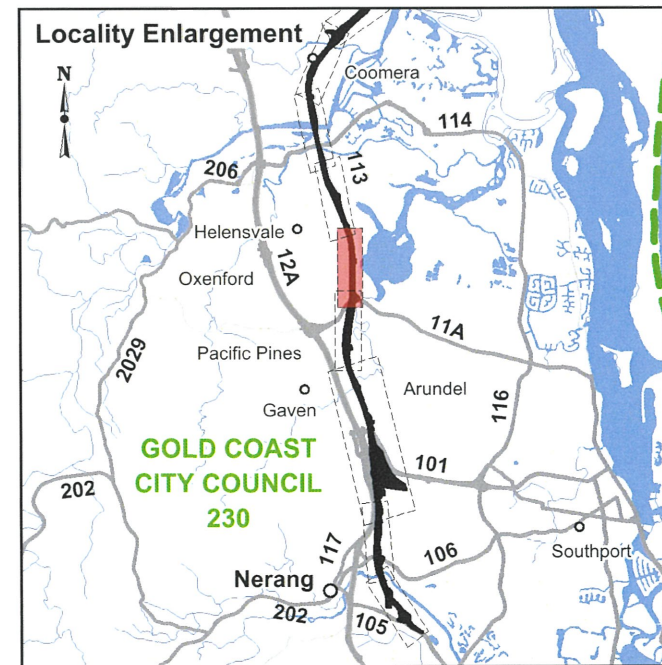 Locality Enlargement
N
Coomera
114
113
206
Helensvale
12A
Oxenford
11A
2029
Pacific Pines
Arundel
116
Gaven
GOLD COAST
CITY COUNCIL
230
101
202
117
106
Southport
Nerang
202
105